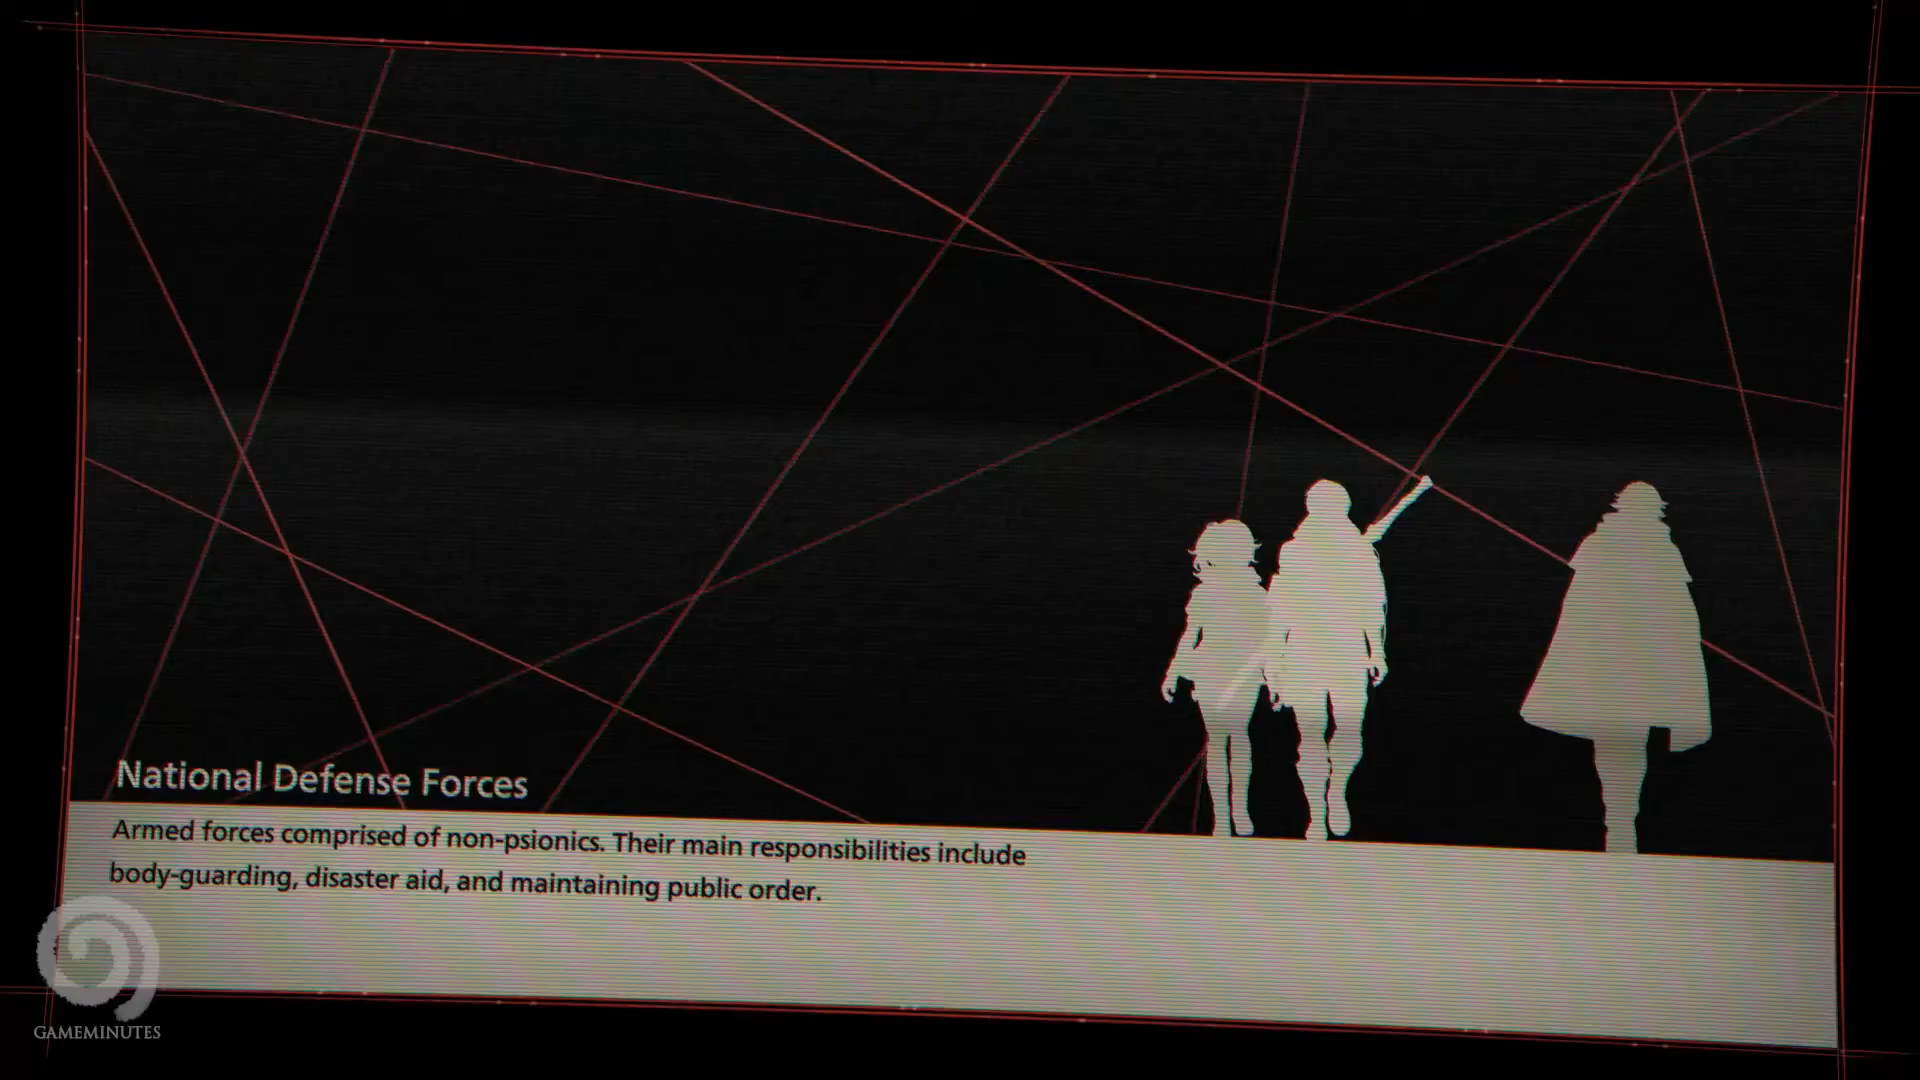 National Defense Forces
Armed forces comprised of non-psionics. Their main responsibilities include
body-guarding, disaster aid, and maintaining public order.
GAMEMINUTES